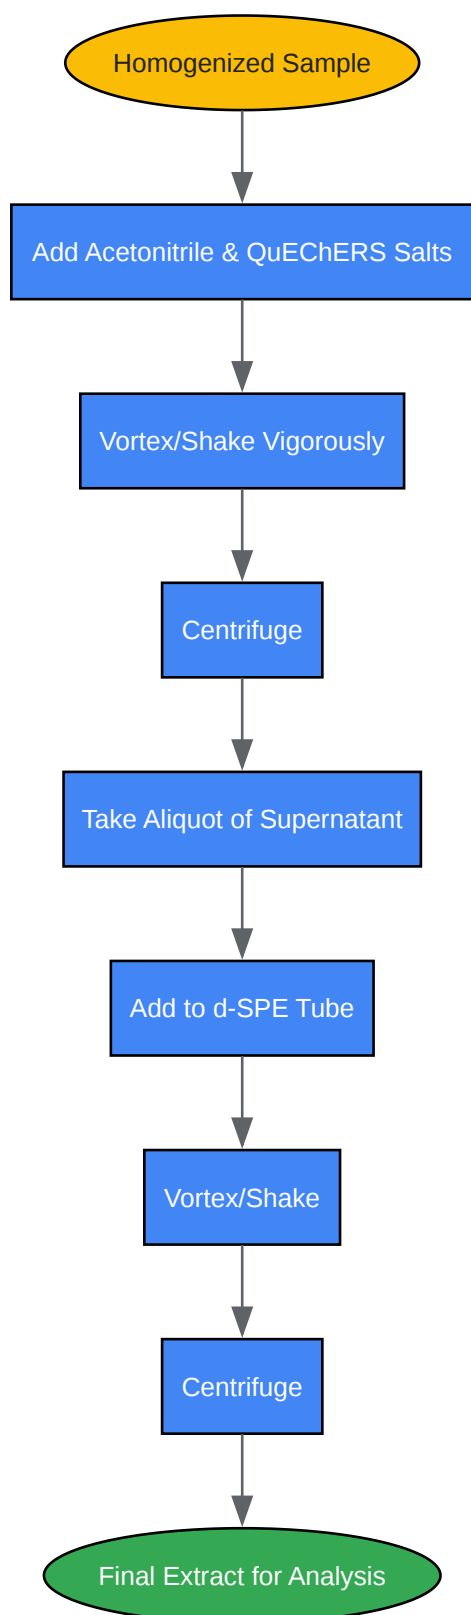 Homogenized Sample
Add Acetonitrile & QuEChERS Salts
Vortex/Shake Vigorously
Centrifuge
Take Aliquot of Supernatant
Add to d-SPE Tube
Vortex/Shake
Centrifuge
Final Extract for Analysis